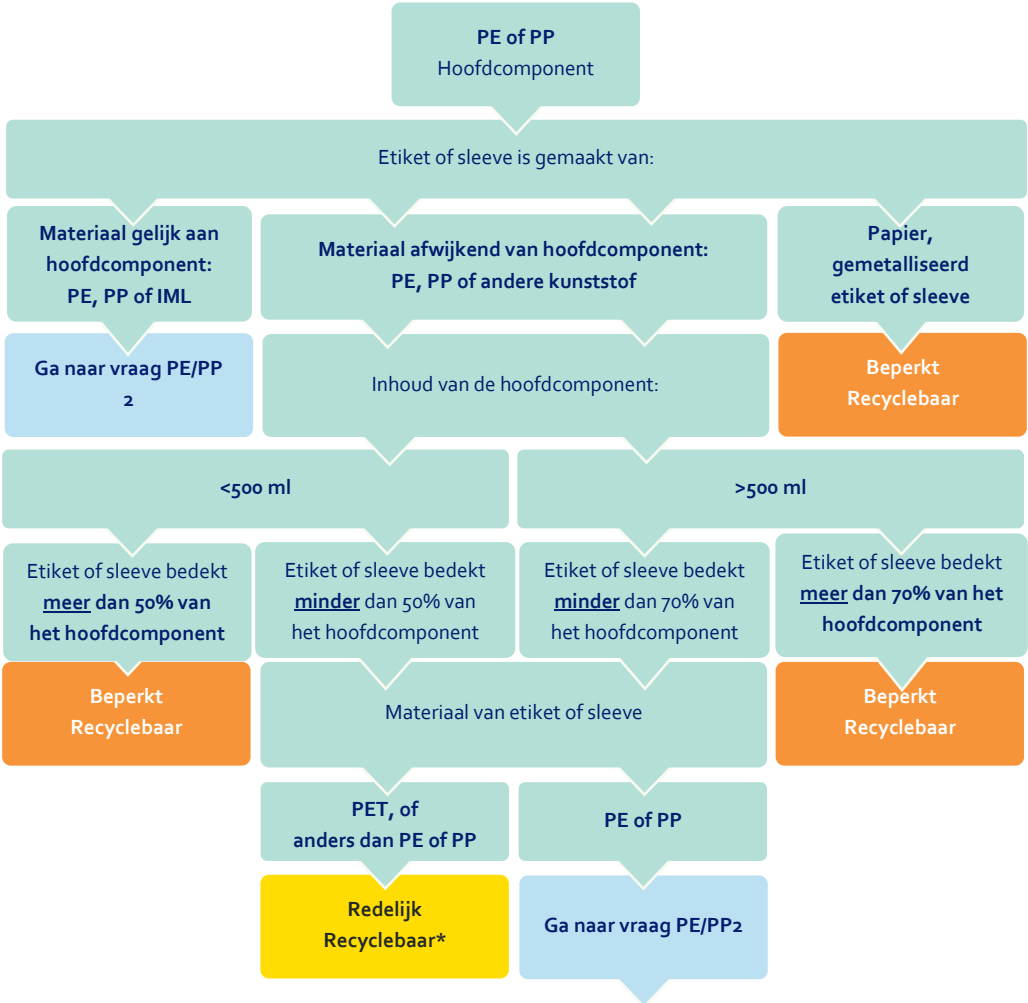 PE of PP
Hoofdcomponent
Etiket of sleeve is gemaakt van:
Materiaal gelijk aan
hoofdcomponent:
PE, PP of IML
Materiaal afwijkend van hoofdcomponent:
PE, PP of andere kunststof
Papier,
gemetalliseerd
etiket of sleeve
Ga naar vraag PE/PP
2
Inhoud van de hoofdcomponent:
Beperkt
Recyclebaar
<500 ml
>500 ml
Etiket of sleeve bedekt
meer dan 50% van
het hoofdcomponent
Etiket of sleeve bedekt
minder dan 50% van
het hoofdcomponent
Etiket of sleeve bedekt
minder dan 70% van
het hoofdcomponent
Etiket of sleeve bedekt
meer dan 70% van het
hoofdcomponent
Beperkt
Recyclebaar
Materiaal van etiket of sleeve
Beperkt
Recyclebaar
PET, of
anders dan PE of PP
PE of PP
Redelijk
Recyclebaar*
Ga naar vraag PE/PP2